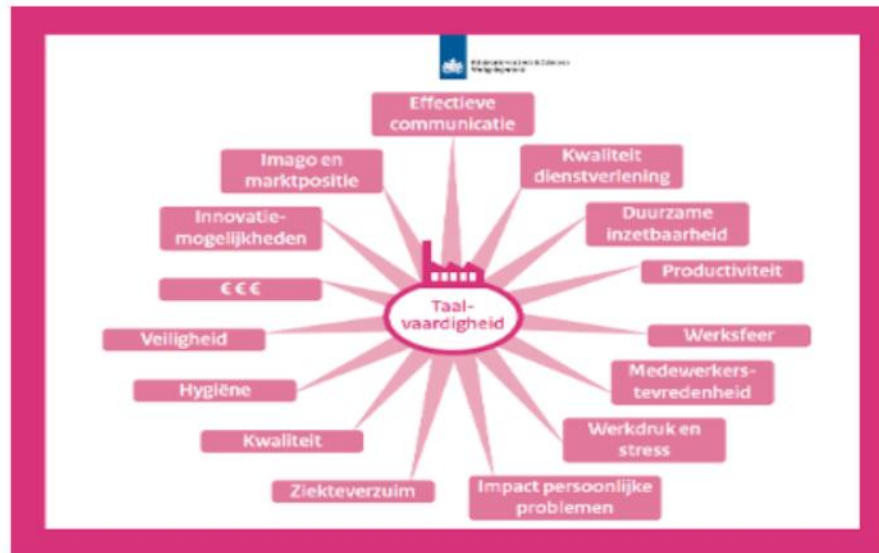 Effectieve
communicatie
Imago en
marktpositie
Kwaliteit
dienstverlening
Innovatie-
mogelijkheden
Duurzame
inzetbaarheid
€€€
Productiviteit
Taal-
vaardigheid
Veiligheid
Werksfeer
Hygiëne
Medewerkers-
tevredenheid
Kwaliteit
Werkdruk en
stress
Ziekteverzuim
Impact persoonlijke
problemen